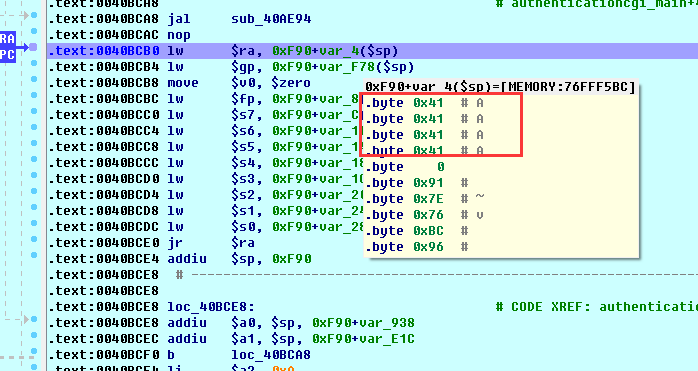 .text:0040BCA8 # authenticationcgi_main+
.text:0040BCA8 jal sub_40AE94
.text:0040BCAC nop
RA
PC
.text:0040BCB0 lw $ra, 0xF90+var_4($sp)
.text:0040BCB4 lw $gp, 0xF90+var_F78($sp)
.text:0040BCB8 move $v0, $zero
.text:0040BCBC lw $fp, 0xF90+var_8
.text:0040BCC0 lw $s7, 0xF90+var_C
.text:0040BCC4 lw $s6, 0xF90+var_1
.text:0040BCC8 lw $s5, 0xF90+var_1
.text:0040BCCC lw $s4, 0xF90+var_18
.text:0040BCD0 lw $s3, 0xF90+var_1C
.text:0040BCD4 lw $s2, 0xF90+var_20
.text:0040BCD8 lw $s1, 0xF90+var_24
.text:0040BCDC lw $s0, 0xF90+var_28
.text:0040BCE0 jr $ra
.text:0040BCE4 addiu $sp, 0xF90
.text:0040BCE8 # ---------------------------
.text:0040BCE8
.text:0040BCE8 loc_40BCE8: # CODE XREF: authenticatio
.text:0040BCE8 addiu $a0, $sp, 0xF90+var_938
.text:0040BCEC addiu $a1, $sp, 0xF90+var_E1C
.text:0040BCF0 b loc_40BCA8
0xF90+var_4($sp)=[MEMORY:76FFF5BC]
.byte 0x41 # A
.byte 0x41 # A
.byte 0x41 # A
.byte 0x41 # A
.byte 0
.byte 0x91 #
.byte 0x7E # ~
.byte 0x76 # v
.byte 0xBC #
.byte 0x96 #